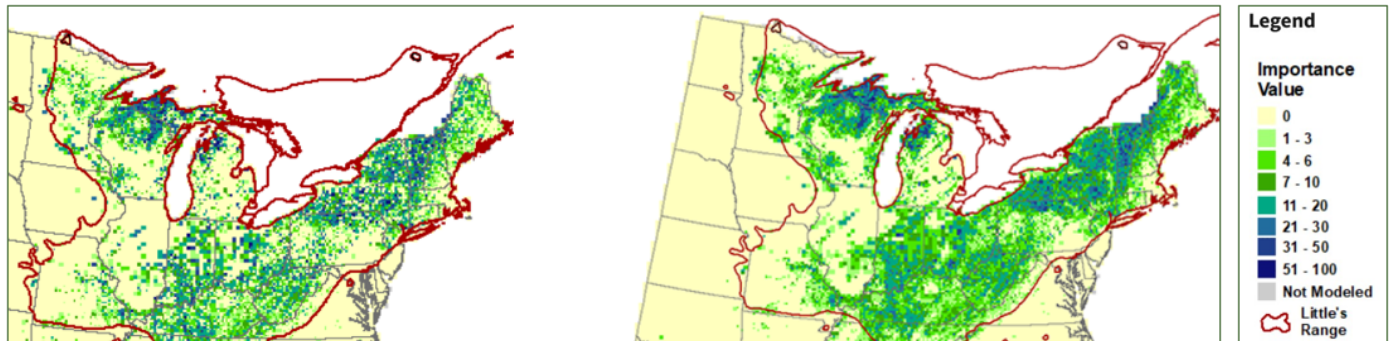 Legend
Importance
Value
0
1 - 3
4 - 6
7 - 10
11 - 20
21 - 30
31 - 50
51 - 100
Not Modeled
Little's
Range